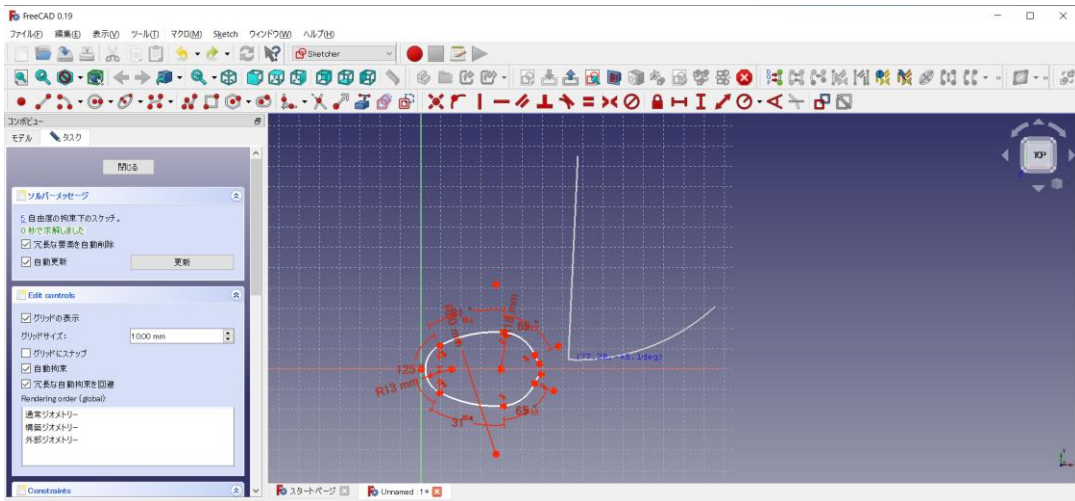 FreeCAD 0.19
ファイル(F) 編集(E) 表示(V) ツール(T) マクロ(M) Sketch ウィンドウ(W) ヘルプ(H)
Sketcher
コンボビュー
モデル タスク
閉じる
ソルバーメッセージ
5 自由度の拘束下のスケッチ。
0 秒で求解しました
冗長な要素を自動削除
自動更新 更新
Edit controls
グリッドの表示
グリッドサイズ: 10.00 mm
グリッドにスナップ
自動拘束
冗長な自動拘束を回避
Rendering order (global)
通常ジオメトリー
構築ジオメトリー
外部ジオメトリー
Constraints
TOP
65
125
R13 mm
31
65
スタートページ Unnamed : 1*